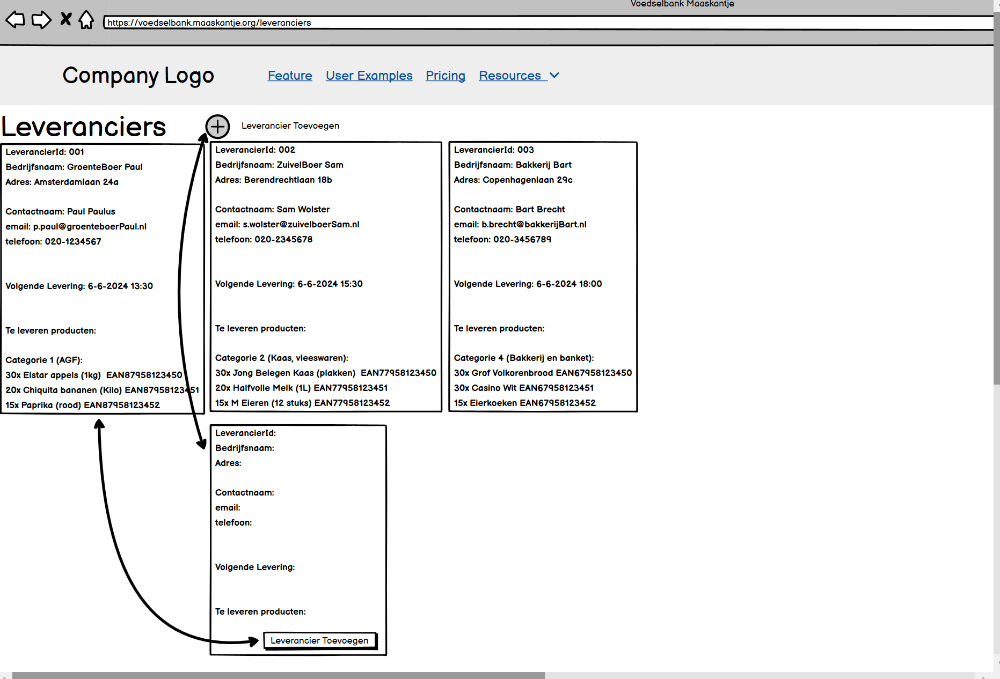 Voedselbank Maaskantje
https://voedselbank.maaskantje.org/leveranciers
Company Logo
Feature User Examples Pricing Resources
Leveranciers
Leverancier Toevoegen
LeverancierId: 001
Bedrijfsnaam: GroenteBoer Paul
Adres: Amsterdamlaan 24a
Contactnaam: Paul Paulus
email: p.paul@groenteboerPaul.nl
telefoon: 020-1234567
Volgende Levering: 6-6-2024 13:30
Te leveren producten:
Categorie 1 (AGF):
30x Elstar appels (1kg) EAN87958123450
20x Chiquita bananen (Kilo) EAN87958123451
15x Paprika (rood) EAN87958123452
LeverancierId: 002
Bedrijfsnaam: ZuivelBoer Sam
Adres: Berendrechtlaan 18b
Contactnaam: Sam Wolster
email: s.wolster@zuivelboerSam.nl
telefoon: 020-2345678
Volgende Levering: 6-6-2024 15:30
Te leveren producten:
Categorie 2 (Kaas, vleeswaren):
30x Jong Belegen Kaas (plakken) EAN77958123450
20x Halfvolle Melk (1L) EAN77958123451
15x M Eieren (12 stuks) EAN77958123452
LeverancierId: 003
Bedrijfsnaam: Bakkerij Bart
Adres: Copenhagenlaan 29c
Contactnaam: Bart Brecht
email: b.brecht@bakkerijBart.nl
telefoon: 020-3456789
Volgende Levering: 6-6-2024 18:00
Te leveren producten:
Categorie 4 (Bakkerij en banket):
30x Grof Volkorenbrood EAN67958123450
30x Casino Wit EAN67958123451
15x Eierkoeken EAN67958123452
LeverancierId:
Bedrijfsnaam:
Adres:
Contactnaam:
email:
telefoon:
Volgende Levering:
Te leveren producten:
Leverancier Toevoegen